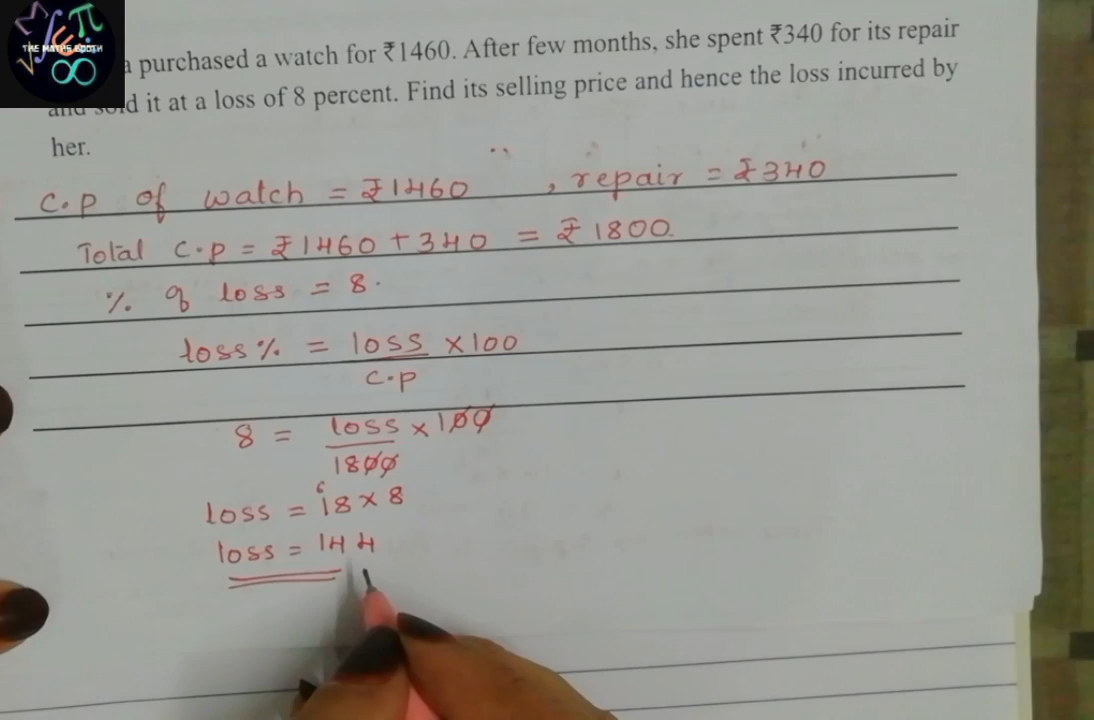 THE MATHS BOOTH
a purchased a watch for ₹1460. After few months, she spent ₹340 for its repair
and sold it at a loss of 8 percent. Find its selling price and hence the loss incurred by
her.
C.P of watch = ₹1460 , repair = ₹340
Total C.P = ₹1460 + 340 = ₹1800.
% of loss = 8.
loss% = loss/C.P × 100
8 = loss/1800 × 100
loss = 18 × 8
loss = 144